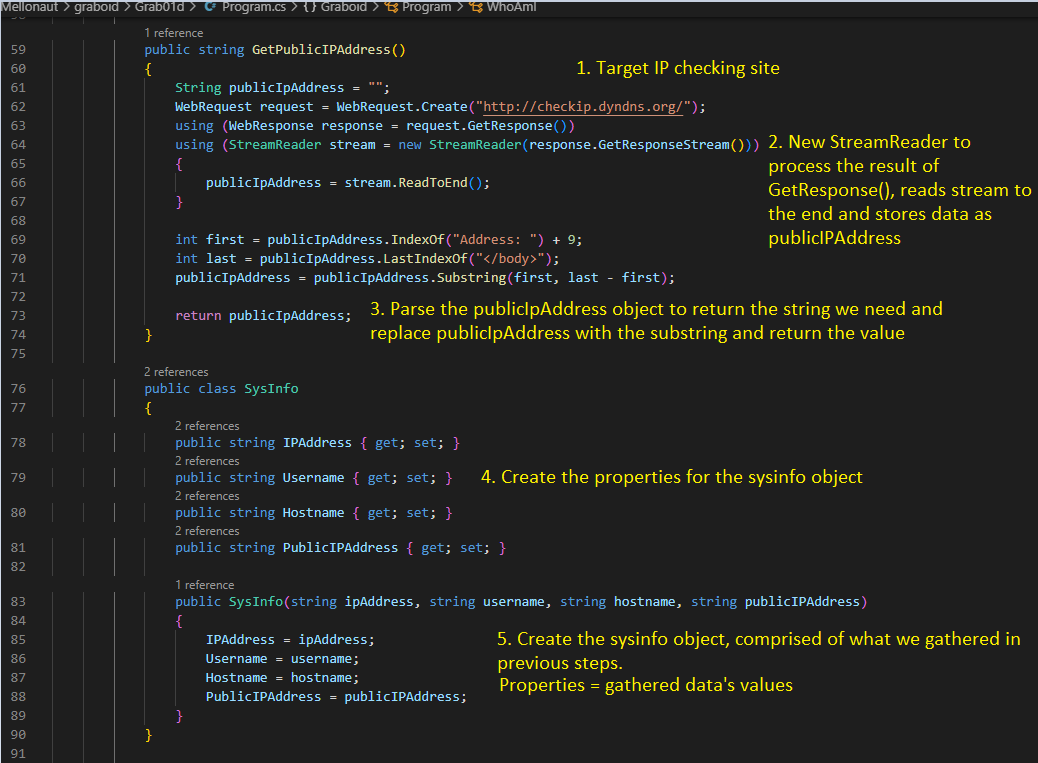 Mellonaut > graboid > Grab01d > C# Program.cs > {} Graboid > Program > WhoAmI
58
1 reference
59 public string GetPublicIPAddress()
60 {
1. Target IP checking site
61 String publicIpAddress = "";
62 WebRequest request = WebRequest.Create("http://checkip.dyndns.org/");
63 using (WebResponse response = request.GetResponse())
64 using (StreamReader stream = new StreamReader(response.GetResponseStream()))
65 {
66 publicIpAddress = stream.ReadToEnd();
67 }
2. New StreamReader to
process the result of
GetResponse(), reads stream to
the end and stores data as
publicIPAddress
68
69 int first = publicIpAddress.IndexOf("Address: ") + 9;
70 int last = publicIpAddress.LastIndexOf("</body>");
71 publicIpAddress = publicIpAddress.Substring(first, last - first);
72
73 return publicIpAddress;
74 }
3. Parse the publicIpAddress object to return the string we need and
replace publicIpAddress with the substring and return the value
75
2 references
76 public class SysInfo
77 {
2 references
78 public string IPAddress { get; set; }
2 references
79 public string Username { get; set; }
4. Create the properties for the sysinfo object
2 references
80 public string Hostname { get; set; }
2 references
81 public string PublicIPAddress { get; set; }
82
1 reference
83 public SysInfo(string ipAddress, string username, string hostname, string publicIPAddress)
84 {
85 IPAddress = ipAddress;
86 Username = username;
87 Hostname = hostname;
88 PublicIPAddress = publicIPAddress;
5. Create the sysinfo object, comprised of what we gathered in
previous steps.
Properties = gathered data's values
89 }
90 }
91